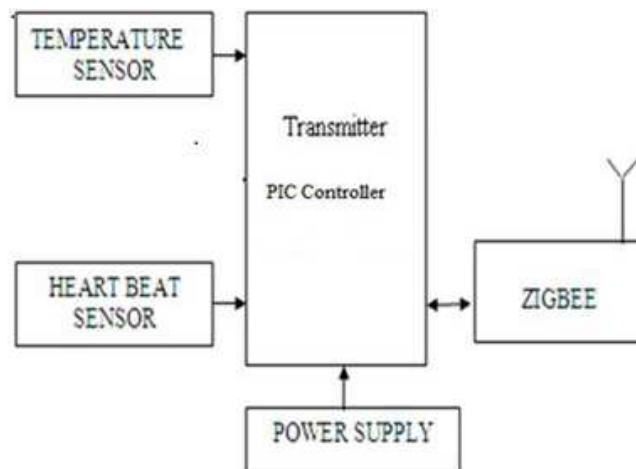 TEMPERATURE
SENSOR
Transmitter
PIC Controller
HEART BEAT
SENSOR
ZIGBEE
POWER SUPPLY